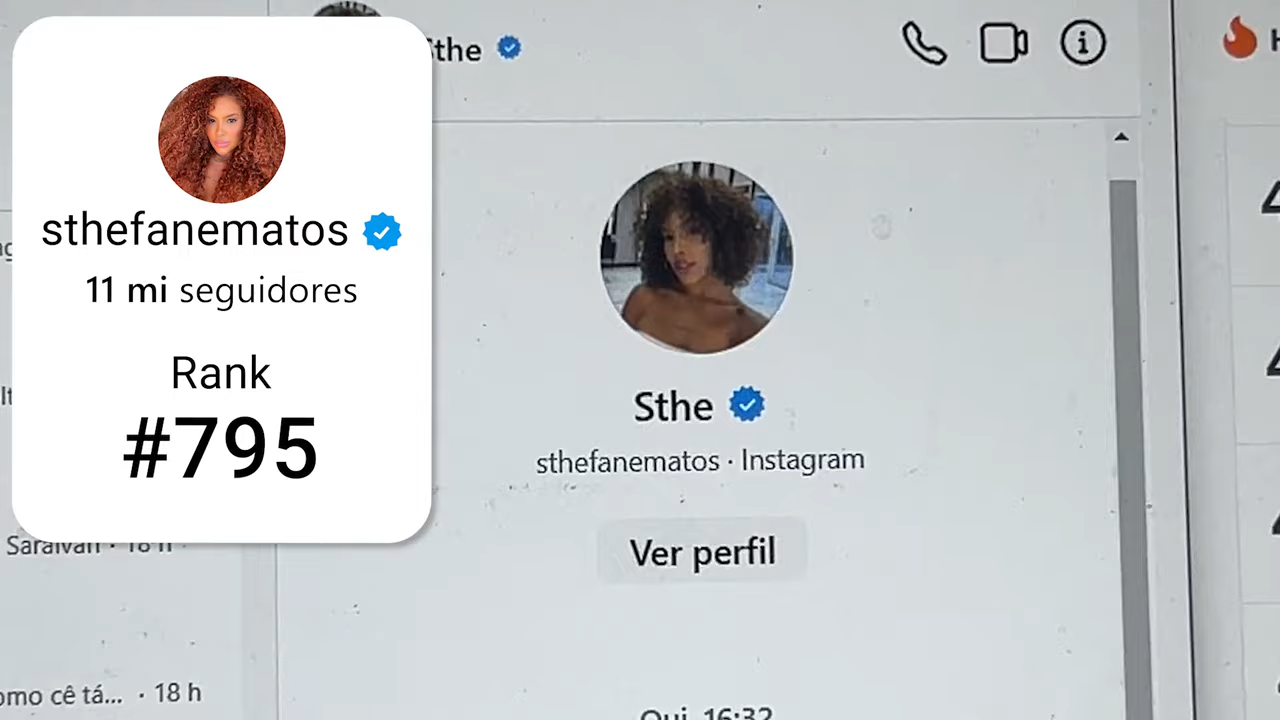 sthefanematos
11 mi seguidores
Rank
#795
Sthe
Sthe
sthefanematos · Instagram
Ver perfil
Qui 16:32
· 18 h
omo cê tá... · 18 h